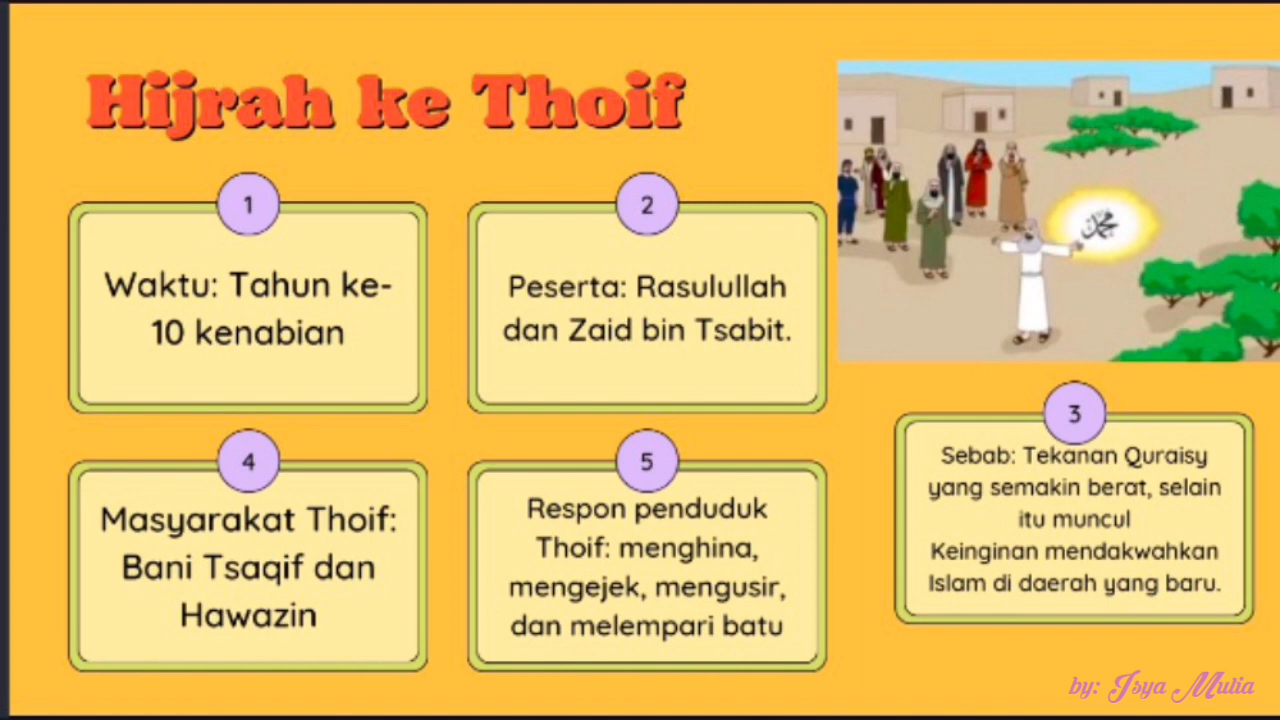 Hijrah ke Thoif
1
Waktu: Tahun ke-
10 kenabian
2
Peserta: Rasulullah
dan Zaid bin Tsabit.
محمد
3
Sebab: Tekanan Quraisy
yang semakin berat, selain
itu muncul
Keinginan mendakwahkan
Islam di daerah yang baru.
4
Masyarakat Thoif:
Bani Tsaqif dan
Hawazin
5
Respon penduduk
Thoif: menghina,
mengejek, mengusir,
dan melempari batu
by: Isya Mulia